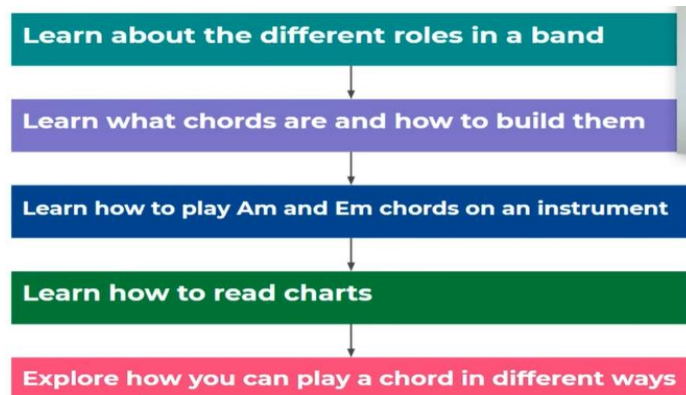 Learn about the different roles in a band
Learn what chords are and how to build them
Learn how to play Am and Em chords on an instrument
Learn how to read charts
Explore how you can play a chord in different ways